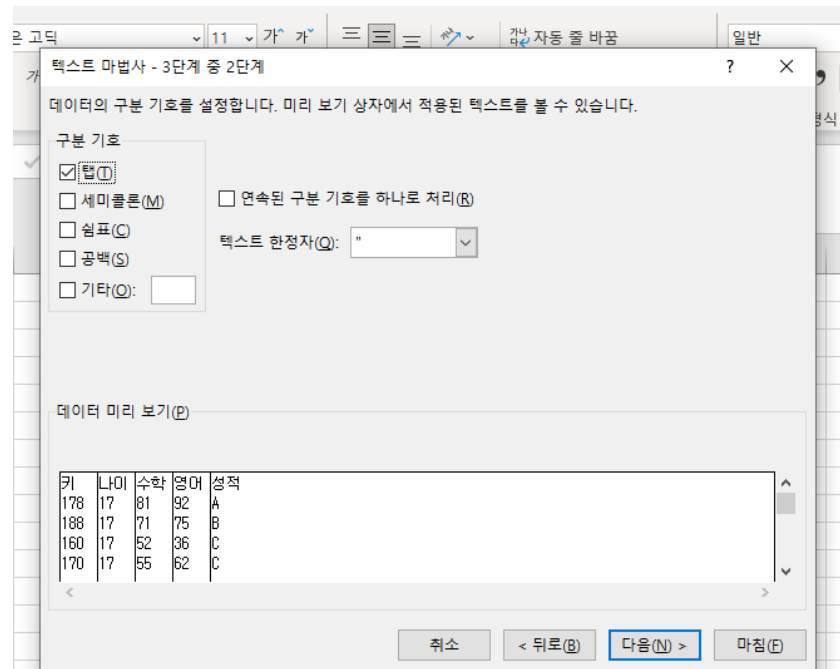 은 고딕 11 가 가 가나다 자동 줄 바꿈 일반
텍스트 마법사 - 3단계 중 2단계 ? ×
가
데이터의 구분 기호를 설정합니다. 미리 보기 상자에서 적용된 텍스트를 볼 수 있습니다.
형식
구분 기호
탭(T)
세미콜론(M)
연속된 구분 기호를 하나로 처리(R)
쉼표(C)
텍스트 한정자(Q): "
공백(S)
기타(O):
데이터 미리 보기(P)
키 나이 수학 영어 성적
178 17 81 92 A
188 17 71 75 B
160 17 52 36 C
170 17 55 62 C
취소 < 뒤로(B) 다음(N) > 마침(F)